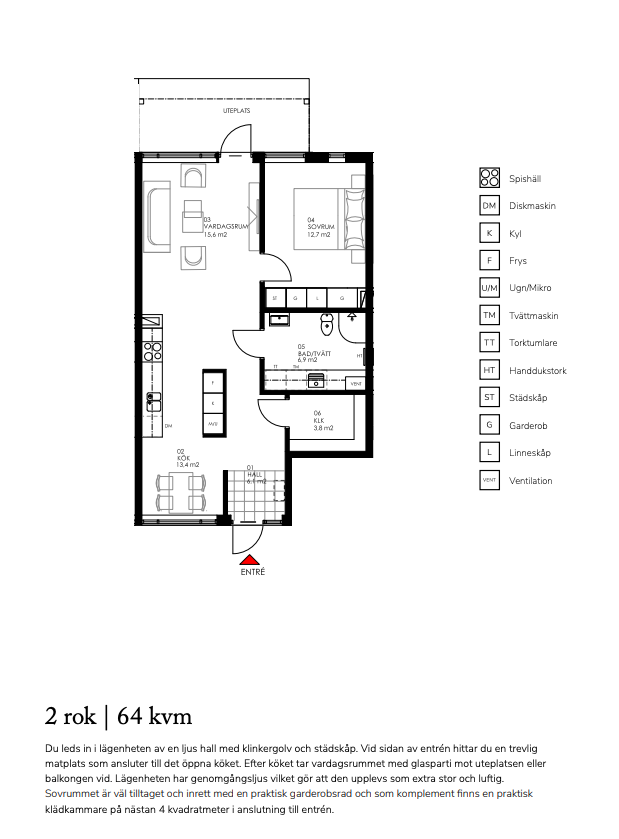 UTEPLATS
03
VARDAGSRUM
15,6 m2
04
SOVRUM
12,7 m2
ST
G
L
G
05
BAD/TVÄTT
6,9 m2
HT
TT
TM
VENT
F
K
DM
06
KLK
3,8 m2
02
KÖK
13,4 m2
01
HALL
ENTRÉ
Spishäll
DM Diskmaskin
K Kyl
F Frys
U/M Ugn/Mikro
TM Tvättmaskin
TT Torktumlare
HT Handdukstork
ST Städskåp
G Garderob
L Linneskåp
VENT Ventilation
2 rok | 64 kvm
Du leds in i lägenheten av en ljus hall med klinkergolv och städskåp. Vid sidan av entrén hittar du en trevlig
matplats som ansluter till det öppna köket. Efter köket tar vardagsrummet med glasparti mot uteplatsen eller
balkongen vid. Lägenheten har genomgångsljus vilket gör att den upplevs som extra stor och luftig.
Sovrummet är väl tilltaget och inrett med en praktisk garderobsrad och som komplement finns en praktisk
klädkammare på nästan 4 kvadratmeter i anslutning till entrén.